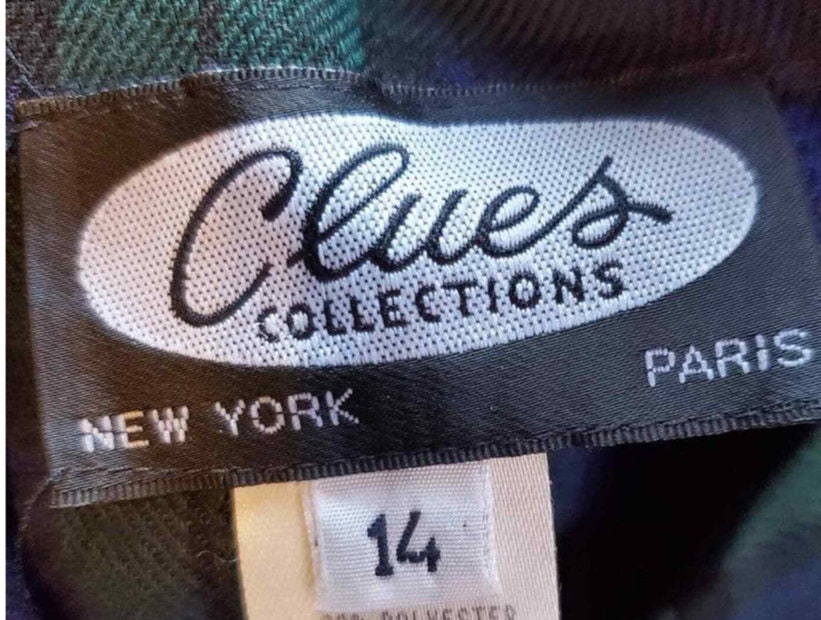 Clues
COLLECTIONS
NEW YORK
PARIS
14
POLYESTER